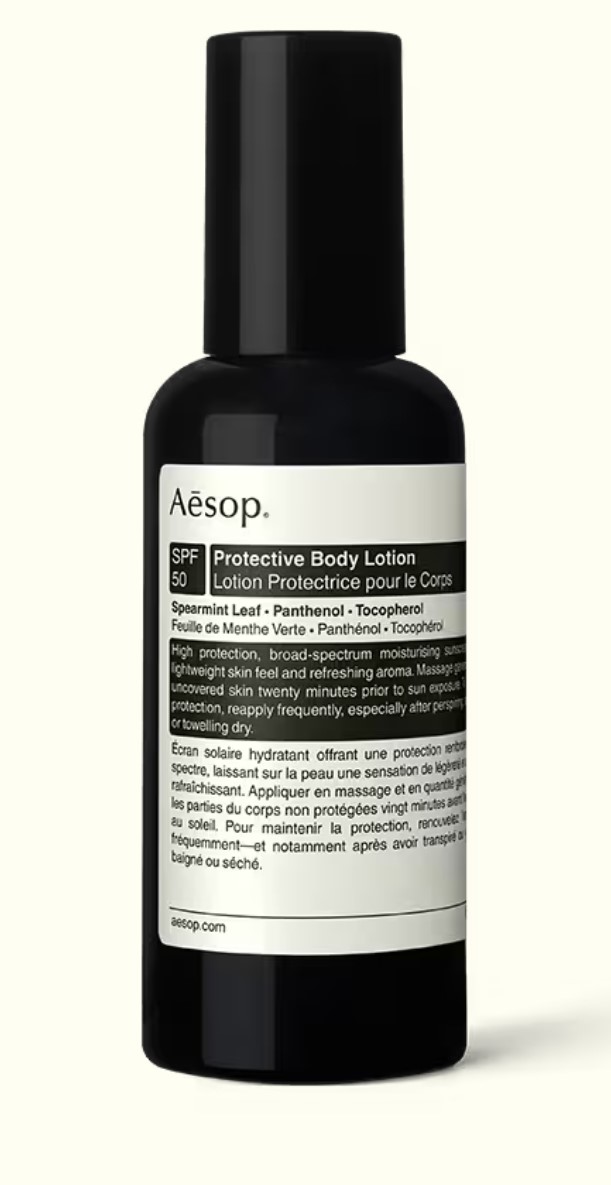 Aēsop®
SPF
50
Protective Body Lotion
Lotion Protectrice pour le Corps
Spearmint Leaf • Panthenol • Tocopherol
Feuille de Menthe Verte • Panthénol • Tocophérol
High protection, broad-spectrum moisturising
lightweight skin feel and refreshing aroma. Massage
uncovered skin twenty minutes prior to sun exposure.
protection, reapply frequently, especially after
or towelling dry.
Écran solaire hydratant offrant une protection
spectre, laissant sur la peau une sensation de légèreté
rafraîchissant. Appliquer en massage et en quantité
les parties du corps non protégées vingt minutes
au soleil. Pour maintenir la protection,
fréquemment—et notamment après avoir transpiré
baigné ou séché.
aesop.com